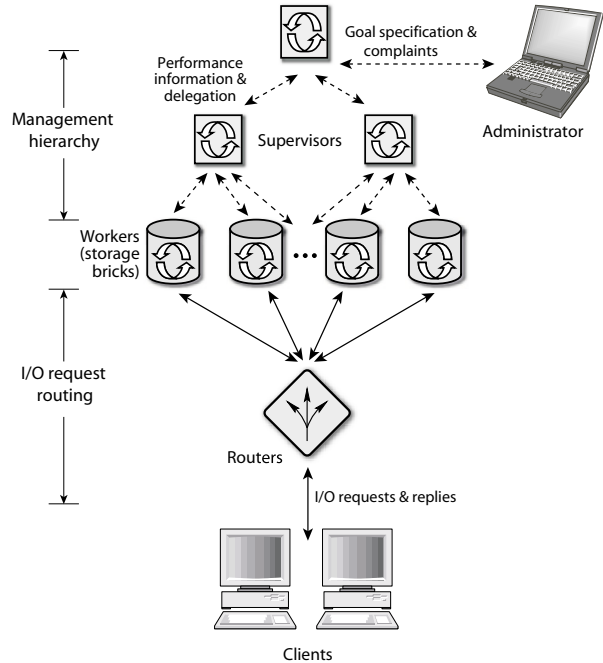 Goal specification &
complaints
Performance
information &
delegation
Management
hierarchy
Supervisors
Administrator
Workers
(storage
bricks)
I/O request
routing
Routers
I/O requests & replies
Clients